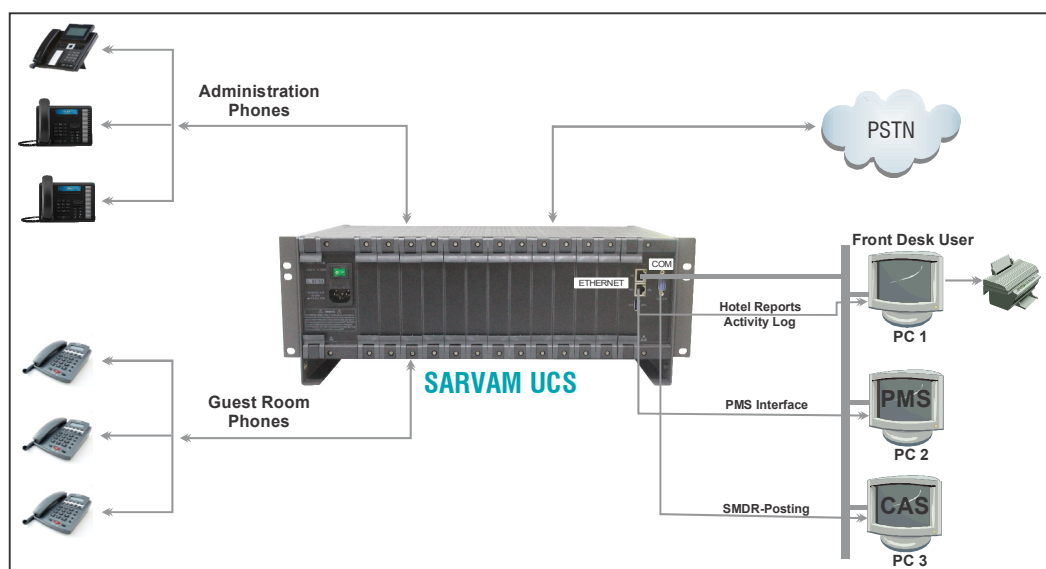 Administration
Phones
PSTN
Front Desk User
COM
ETHERNET
Hotel Reports
Activity Log
PC 1
SARVAM UCS
Guest Room
Phones
PMS Interface
PMS
PC 2
SMDR-Posting
CAS
PC 3